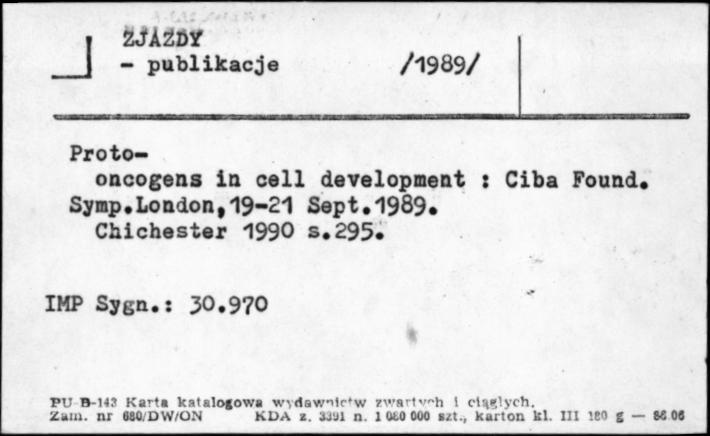 ZJAZDY
- publikacje /1989/
Proto-
oncogens in cell development : Ciba Found.
Symp.London,19-21 Sept.1989.
Chichester 1990 s.295.
IMP Sygn.: 30.970
PU-B-143 Karta katalogowa wydawnictw zwartych i ciągłych.
Zam. nr 680/DW/ON KDA z. 3391 n. 1 080 000 szt., karton kl. III 180 g — 86.06